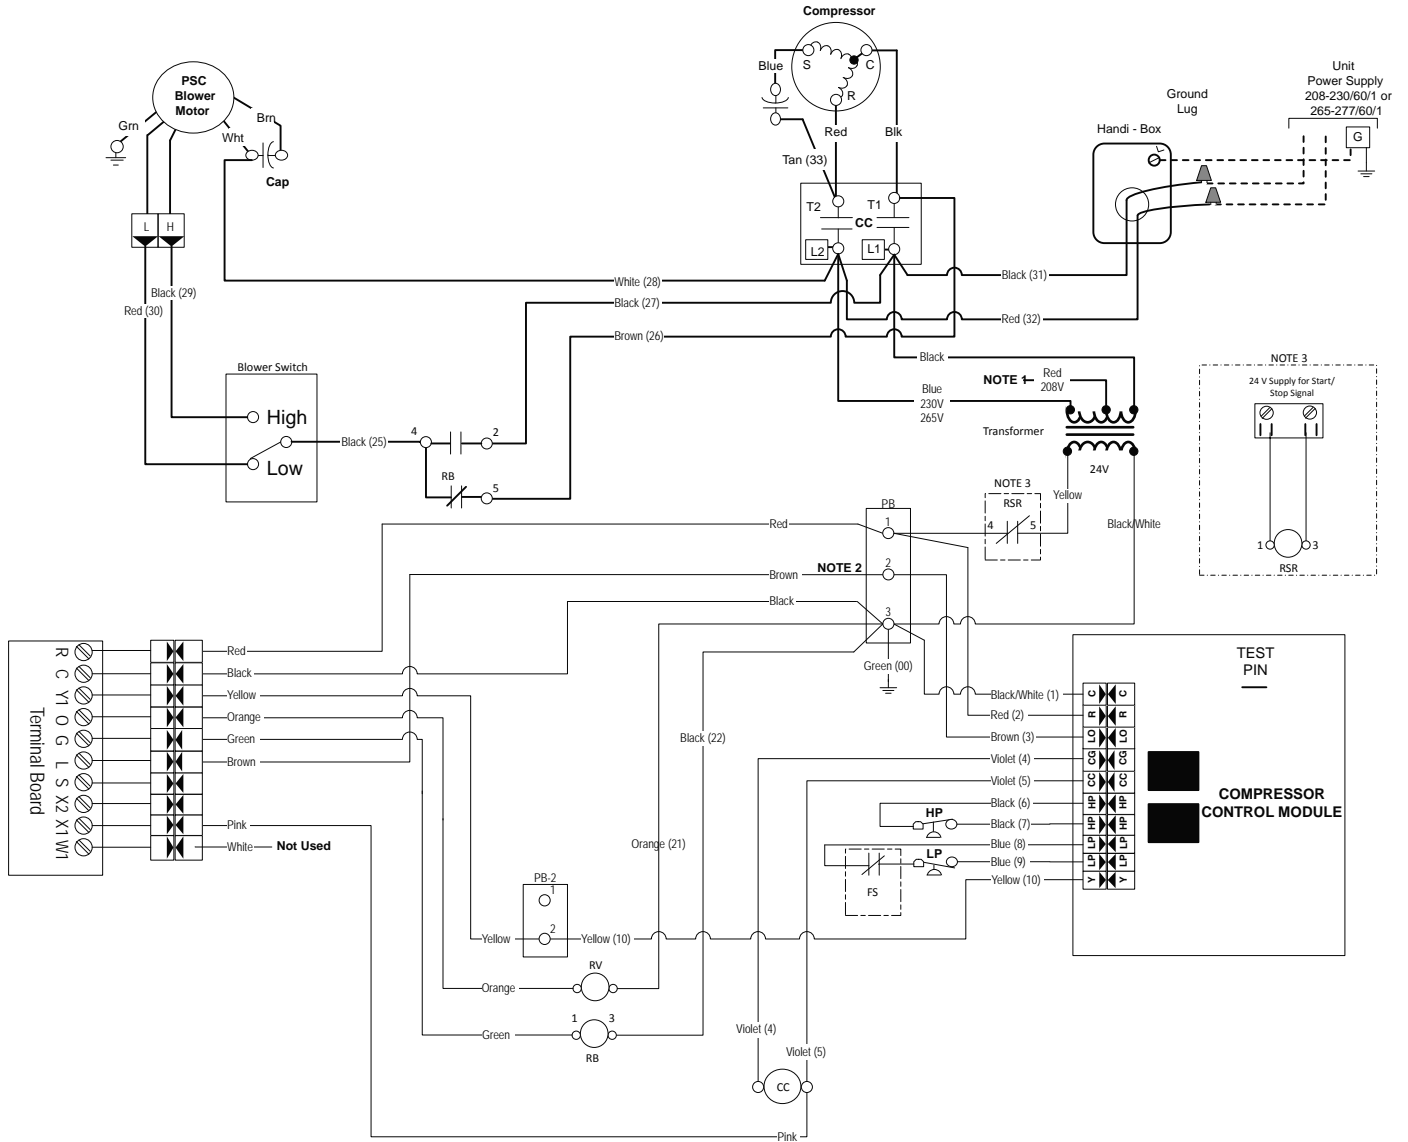 Compressor
Blue
S
C
R
Red
Blk
Tan (33)
PSC
Blower
Motor
Grn
Wht
Brn
Cap
Unit
Power Supply
208-230/60/1 or
265-277/60/1
Ground
Lug
Handi - Box
G
L
T2
T1
CC
L2
L1
L
H
White (28)
Black (31)
Black (27)
Red (32)
Brown (26)
Black (29)
Red (30)
Blower Switch
High
Low
Black (25)
4
2
RB
5
Black
NOTE 1
Red
208V
Blue
230V
265V
Transformer
24V
Yellow
Black/White
NOTE 3
24 V Supply for Start/
Stop Signal
1
3
RSR
NOTE 3
RSR
4
5
PB
1
Red
NOTE 2
2
Brown
Black
3
Green (00)
Terminal Board
R
C
Y1
O
G
L
S
X2
X1
W1
Red
Black
Yellow
Orange
Green
Brown
Pink
White
Not Used
Black (22)
Orange (21)
TEST
PIN
COMPRESSOR
CONTROL MODULE
Black/White (1)
C
C
Red (2)
R
R
Brown (3)
LO
LO
Violet (4)
CG
CG
Violet (5)
CC
CC
Black (6)
HP
HP
HP
Black (7)
HP
HP
Blue (8)
LP
LP
LP
Blue (9)
LP
LP
Yellow (10)
Y
Y
FS
PB-2
1
2
Yellow
Yellow (10)
RV
Orange
1
3
Green
RB
Violet (4)
Violet (5)
CC
Pink